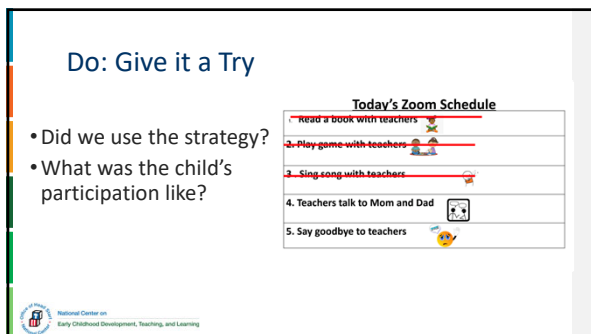 Do: Give it a Try
• Did we use the strategy?
• What was the child's
participation like?
Today's Zoom Schedule
1. Read a book with teachers
2. Play game with teachers
3. Sing song with teachers
4. Teachers talk to Mom and Dad
5. Say goodbye to teachers
National Center on
Early Childhood Development, Teaching, and Learning